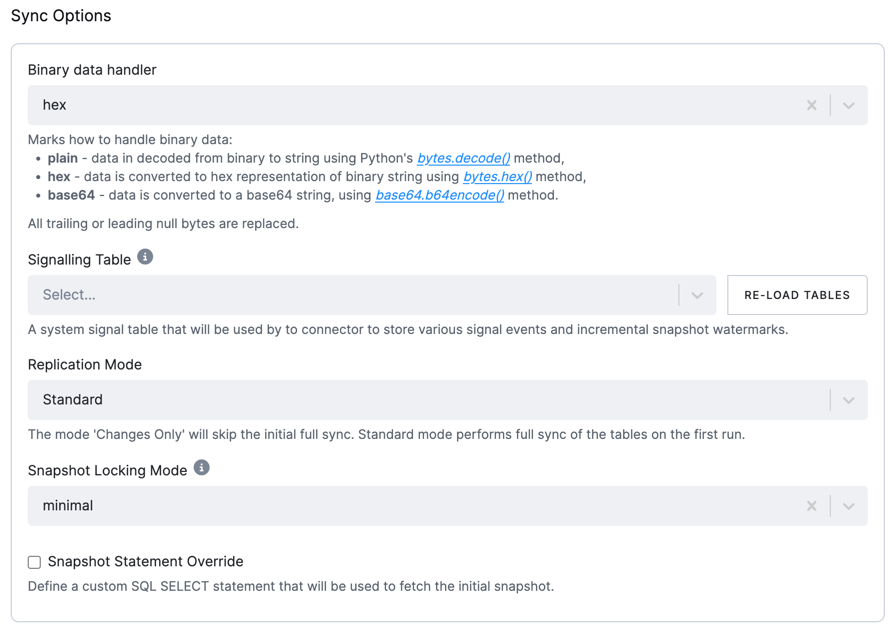 Sync Options
Binary data handler
hex
Marks how to handle binary data:
• plain - data in decoded from binary to string using Python's bytes.decode() method,
• hex - data is converted to hex representation of binary string using bytes.hex() method,
• base64 - data is converted to a base64 string, using base64.b64encode() method.
All trailing or leading null bytes are replaced.
Signalling Table
Select...
RE-LOAD TABLES
A system signal table that will be used by to connector to store various signal events and incremental snapshot watermarks.
Replication Mode
Standard
The mode 'Changes Only' will skip the initial full sync. Standard mode performs full sync of the tables on the first run.
Snapshot Locking Mode
minimal
Snapshot Statement Override
Define a custom SQL SELECT statement that will be used to fetch the initial snapshot.